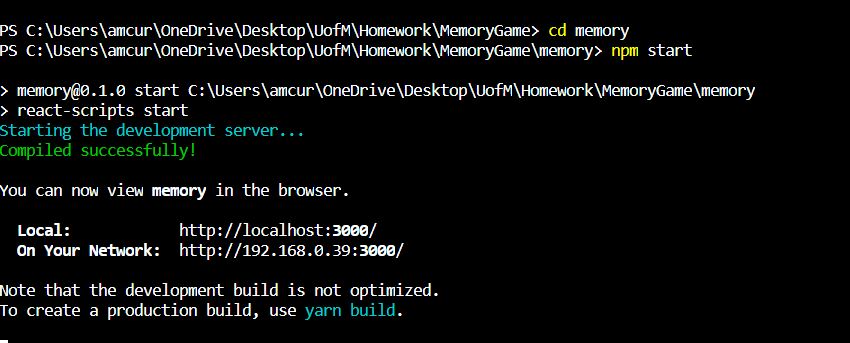 PS C:\Users\amcur\OneDrive\Desktop\UofM\Homework\MemoryGame> cd memory
PS C:\Users\amcur\OneDrive\Desktop\UofM\Homework\MemoryGame\memory> npm start
> memory@0.1.0 start C:\Users\amcur\OneDrive\Desktop\UofM\Homework\MemoryGame\memory
> react-scripts start
Starting the development server...
Compiled successfully!
You can now view memory in the browser.
Local: http://localhost:3000/
On Your Network: http://192.168.0.39:3000/
Note that the development build is not optimized.
To create a production build, use yarn build.